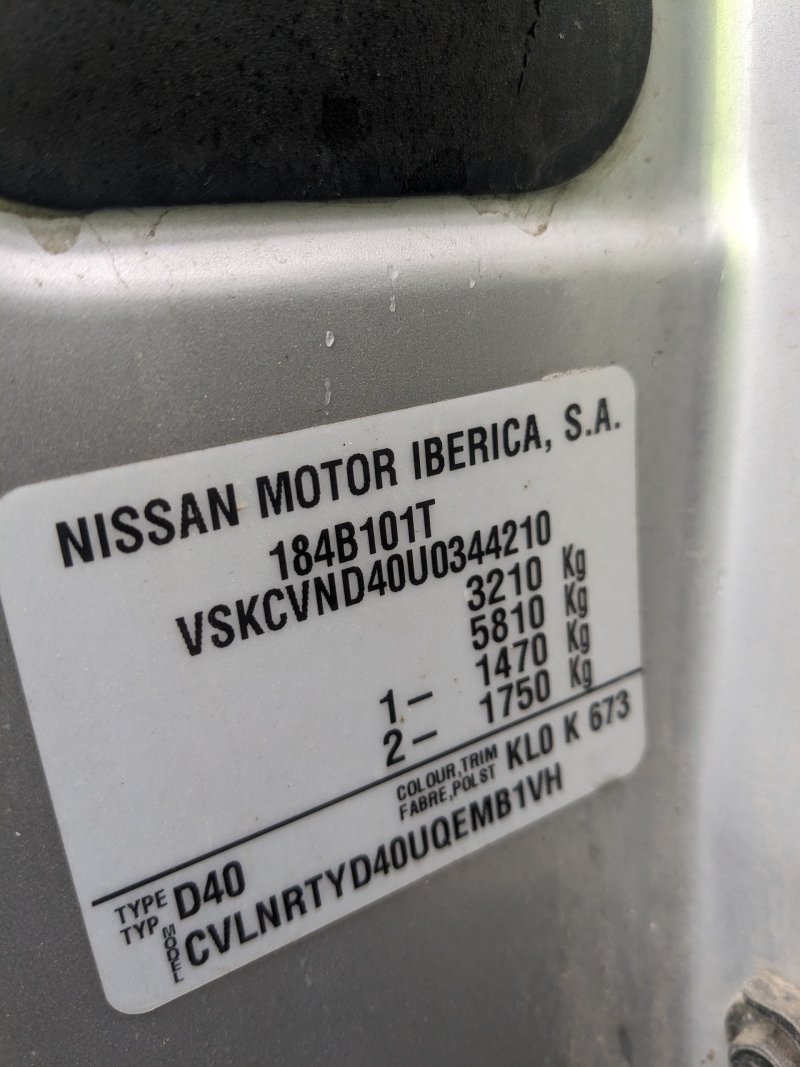 NISSAN MOTOR IBERICA, S.A.
184B101T
VSKCVND40U0344210
3210 Kg
5810 Kg
1– 1470 Kg
2– 1750 Kg
COLOUR,TRIM KL0 K 673
FABRE,POLST
TYPE D40
TYP
MODEL CVLNRTYD40UQEMB1VH